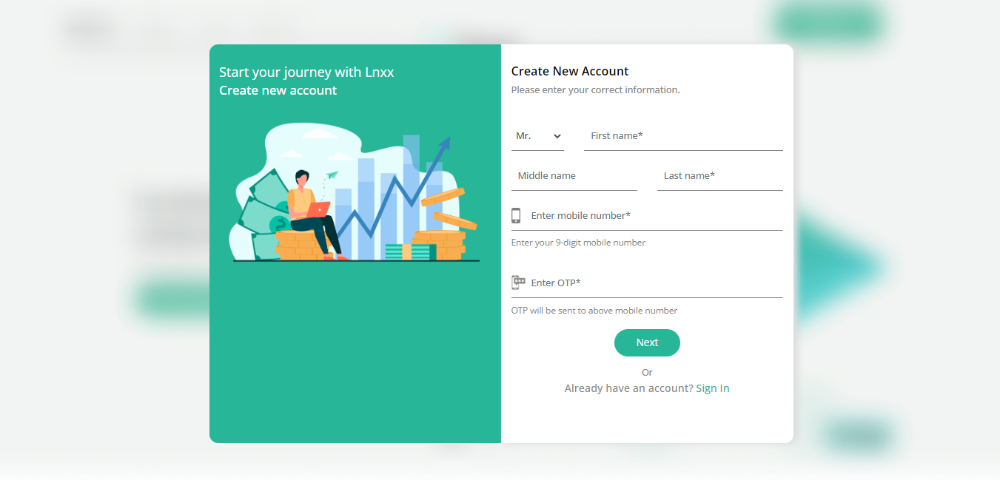 Start your journey with Lnxx
Create new account
Create New Account
Please enter your correct information.
Mr.
First name*
Middle name
Last name*
Enter mobile number*
Enter your 9-digit mobile number
Enter OTP*
OTP will be sent to above mobile number
Next
Or
Already have an account? Sign In